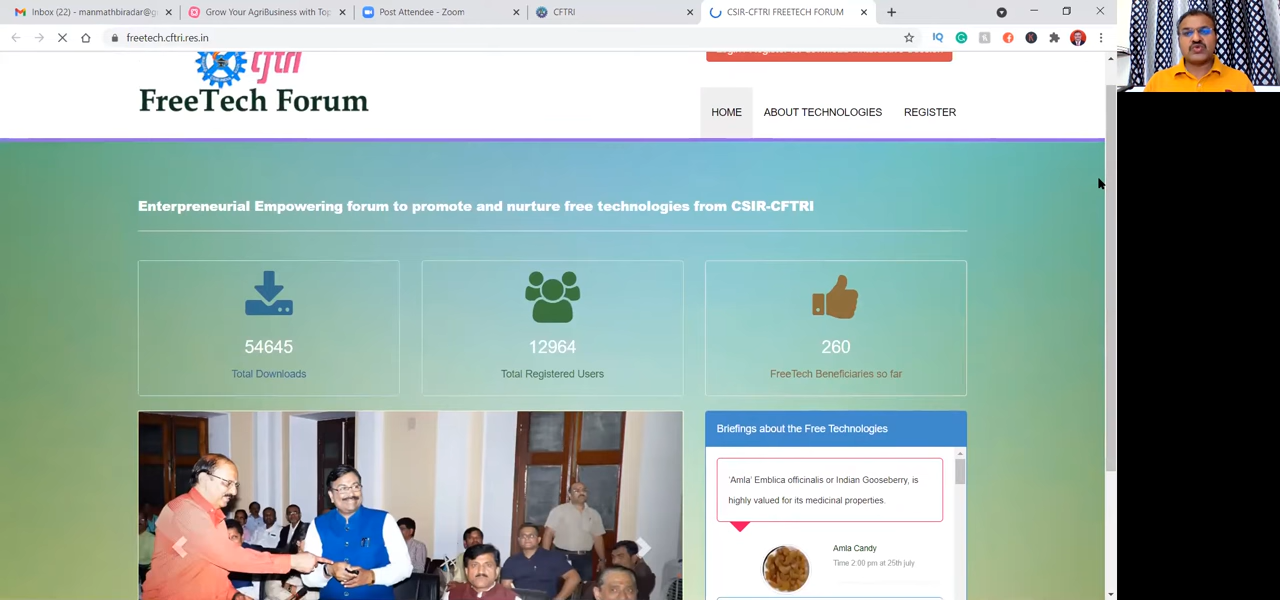 Inbox (22) - manmathbiradar@g
Grow Your AgriBusiness with Top
Post Attendee - Zoom
CFTRI
CSIR-CFTRI FREETECH FORUM
freetech.cftri.res.in
cftri
FreeTech Forum
HOME
ABOUT TECHNOLOGIES
REGISTER
Enterpreneurial Empowering forum to promote and nurture free technologies from CSIR-CFTRI
54645
Total Downloads
12964
Total Registered Users
260
FreeTech Beneficiaries so far
Briefings about the Free Technologies
'Amla' Emblica officinalis or Indian Gooseberry, is
highly valued for its medicinal properties.
Amla Candy
Time 2:00 pm at 25th july